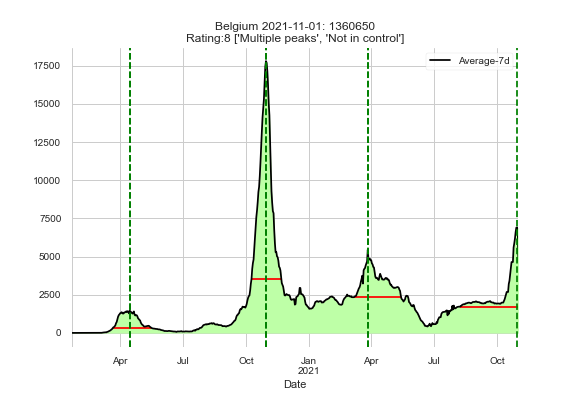 Belgium 2021-11-01: 1360650
Rating:8 ['Multiple peaks', 'Not in control']
Average-7d
17500
15000
12500
10000
7500
5000
2500
0
Apr Jul Oct Jan Apr Jul Oct
2021
Date